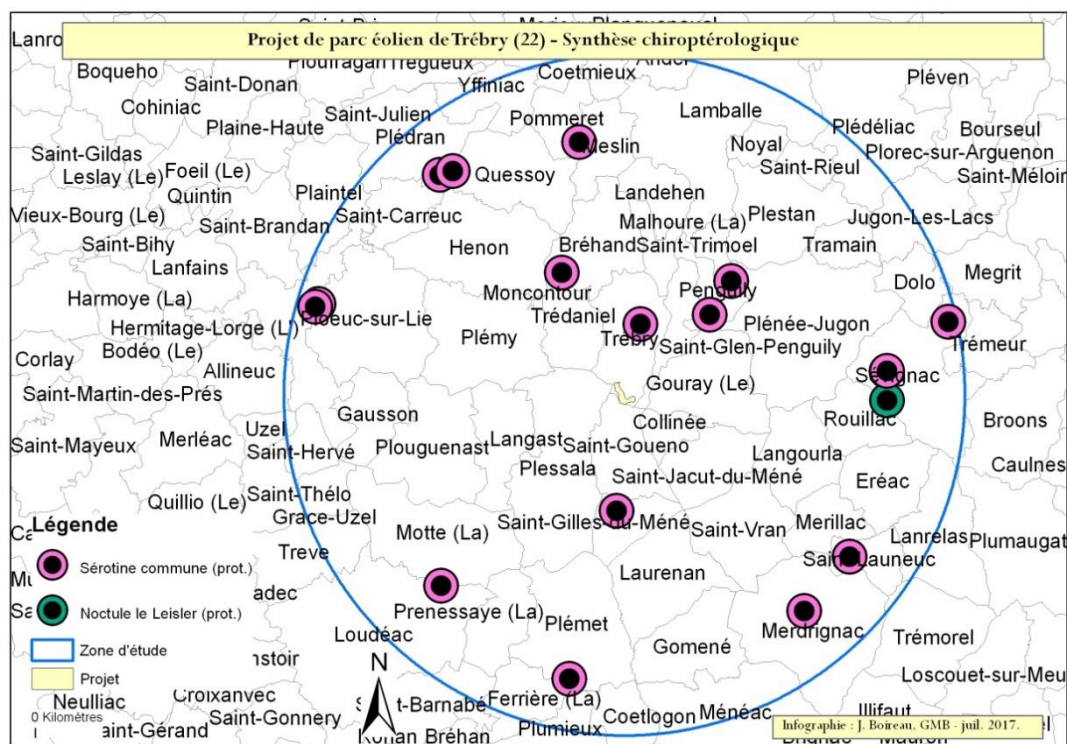 Projet de parc éolien de Trébry (22) - Synthèse chiroptérologique
Boqueho
Saint-Donan
Yffiniac
Coetmieux
Pléven
Cohiniac
Saint-Julien
Pommeret
Lamballe
Plaine-Haute
Plédran
Meslin
Noyal
Plédéliac
Bourseul
Saint-Gildas
Foeil (Le)
Quessoy
Saint-Rieul
Plorec-sur-Arguenon
Leslay (Le)
Quintin
Plaintel
Landehen
Saint-Méloir
Vieux-Bourg (Le)
Saint-Brandan
Saint-Carreuc
Malhoure (La)
Plestan
Jugon-Les-Lacs
Saint-Bihy
Henon
Bréhand
Saint-Trimoel
Tramain
Lanfains
Dolo
Megrit
Harmoye (La)
Moncontour
Penguily
Hermitage-Lorge (L')
Ploeuc-sur-Lie
Trédaniel
Plénée-Jugon
Corlay
Bodéo (Le)
Plémy
Trébry
Saint-Glen-Penguily
Trémeur
Allineuc
Gouray (Le)
Sévignac
Saint-Martin-des-Prés
Gausson
Collinée
Rouillac
Broons
Saint-Mayeux
Merléac
Uzel
Plouguenast
Langast
Saint-Goueno
Langourla
Saint-Hervé
Plessala
Saint-Jacut-du-Méné
Eréac
Caulnes
Quillio (Le)
Saint-Thélo
Grace-Uzel
Motte (La)
Saint-Gilles-du-Méné
Saint-Vran
Merillac
Lanrelas
Plumaugat
Treve
Saint-Launeuc
Laurenan
Prenessaye (La)
Plémet
Merdrignac
Loudéac
Gomené
Trémorel
Loscouet-sur-Meu
Neulliac
Croixanvec
Ferrière (La)
Ménéac
Illifaut
Saint-Gonnery
Coetlogon
Plumieux
Bréhan
Légende
Sérotine commune (prot.)
Noctule le Leisler (prot.)
Zone d'étude
Projet
0 Kilomètres
N
Infographie : J. Boireau, GMB - juil. 2017.